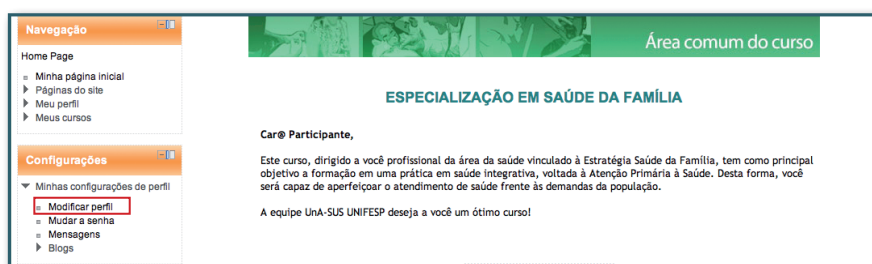 Navegação
Home Page
Minha página inicial
Páginas do site
Meu perfil
Meus cursos
Configurações
Minhas configurações de perfil
Modificar perfil
Mudar a senha
Mensagens
Blogs
Área comum do curso
ESPECIALIZAÇÃO EM SAÚDE DA FAMÍLIA
Car@ Participante,
Este curso, dirigido a você profissional da área da saúde vinculado à Estratégia Saúde da Família, tem como principal
objetivo a formação em uma prática em saúde integrativa, voltada à Atenção Primária à Saúde. Desta forma, você
será capaz de aperfeiçoar o atendimento de saúde frente às demandas da população.
A equipe UnA-SUS UNIFESP deseja a você um ótimo curso!